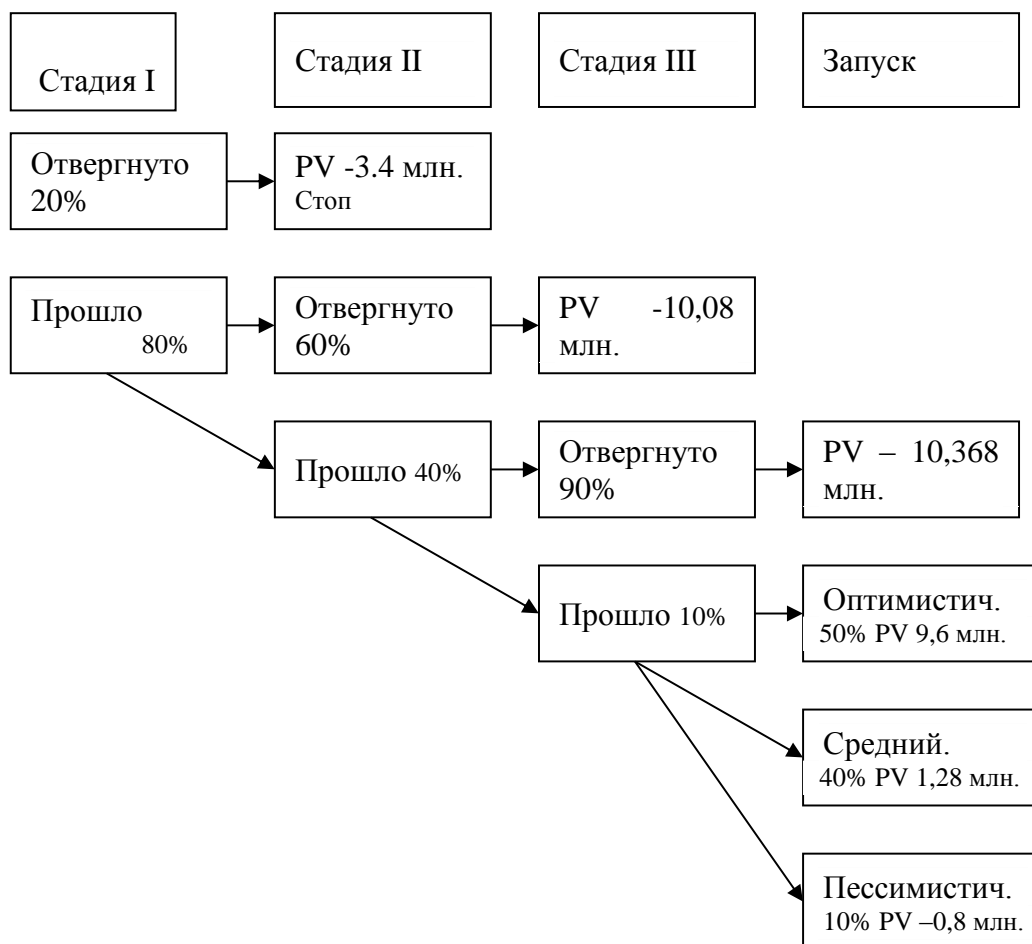 Стадия I
Стадия II
Стадия III
Запуск
Отвергнуто
20%
PV -3.4 млн.
Стоп
Прошло
80%
Отвергнуто
60%
PV -10,08
млн.
Прошло 40%
Отвергнуто
90%
PV – 10,368
млн.
Прошло 10%
Оптимистич.
50% PV 9,6 млн.
Средний.
40% PV 1,28 млн.
Пессимистич.
10% PV –0,8 млн.